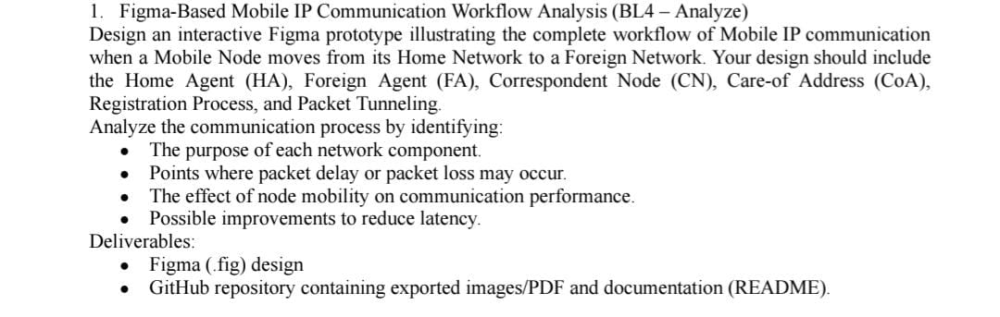 1. Figma-Based Mobile IP Communication Workflow Analysis (BL4 – Analyze)
Design an interactive Figma prototype illustrating the complete workflow of Mobile IP communication
when a Mobile Node moves from its Home Network to a Foreign Network. Your design should include
the Home Agent (HA), Foreign Agent (FA), Correspondent Node (CN), Care-of Address (CoA),
Registration Process, and Packet Tunneling.
Analyze the communication process by identifying:
• The purpose of each network component.
• Points where packet delay or packet loss may occur.
• The effect of node mobility on communication performance.
• Possible improvements to reduce latency.
Deliverables:
• Figma (.fig) design
• GitHub repository containing exported images/PDF and documentation (README).